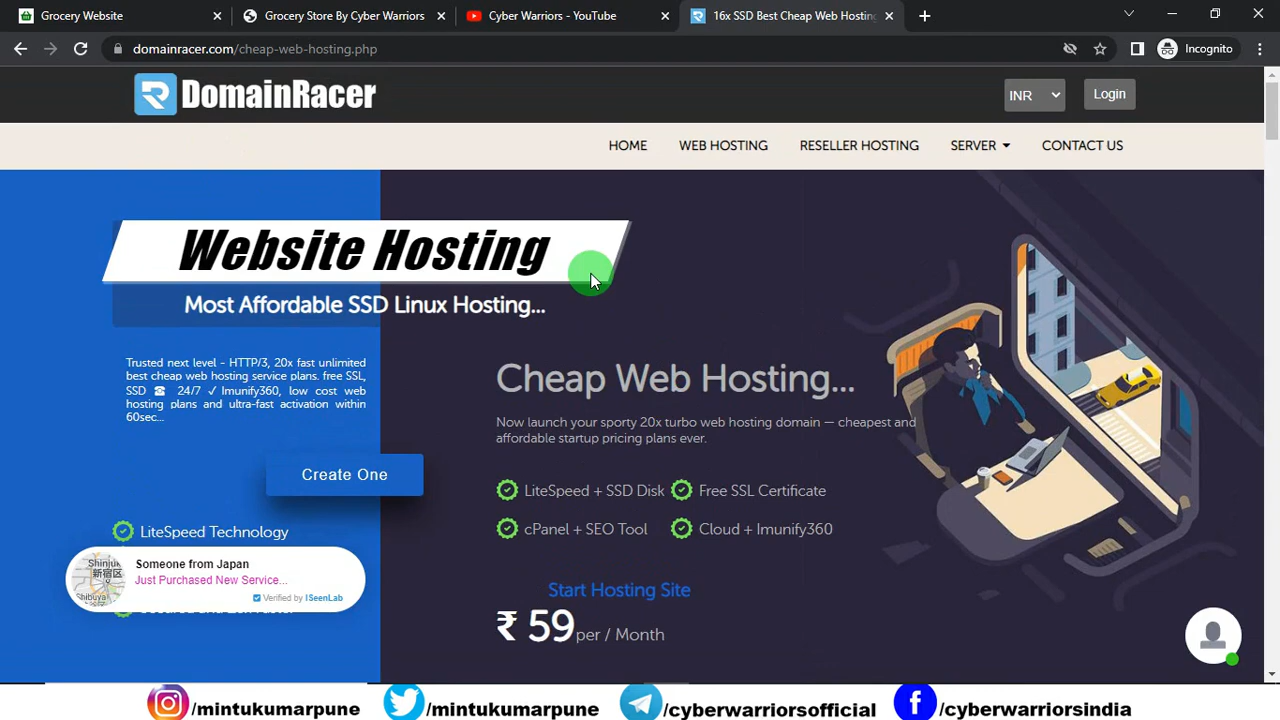 Grocery Website
Grocery Store By Cyber Warriors
Cyber Warriors - YouTube
16x SSD Best Cheap Web Hosting
domainracer.com/cheap-web-hosting.php
Incognito
DomainRacer
INR
Login
HOME
WEB HOSTING
RESELLER HOSTING
SERVER
CONTACT US
Website Hosting
Most Affordable SSD Linux Hosting...
Trusted next level - HTTP/3, 20x fast unlimited
best cheap web hosting service plans. free SSL,
SSD ☎ 24/7 ✓ Imunify360, low cost web
hosting plans and ultra-fast activation within
60sec...
Create One
LiteSpeed Technology
Someone from Japan
Just Purchased New Service...
Verified by ISeenLab
Shinjuk
新宿区
Shibuya
Cheap Web Hosting...
Now launch your sporty 20x turbo web hosting domain — cheapest and
affordable startup pricing plans ever.
LiteSpeed + SSD Disk
Free SSL Certificate
cPanel + SEO Tool
Cloud + Imunify360
Start Hosting Site
₹ 59 per / Month
/mintukumarpune
/mintukumarpune
/cyberwarriorsofficial
/cyberwarriorsindia